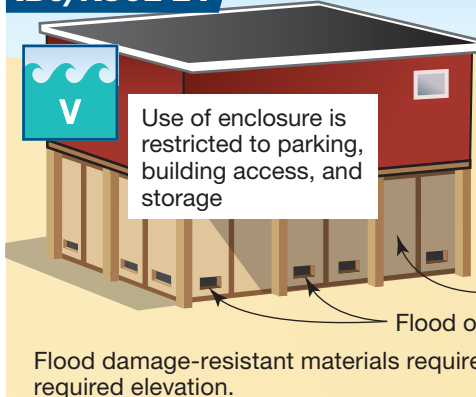 V
Use of enclosure is
restricted to parking,
building access, and
storage
Flood
Flood damage-resistant materials
required elevation.